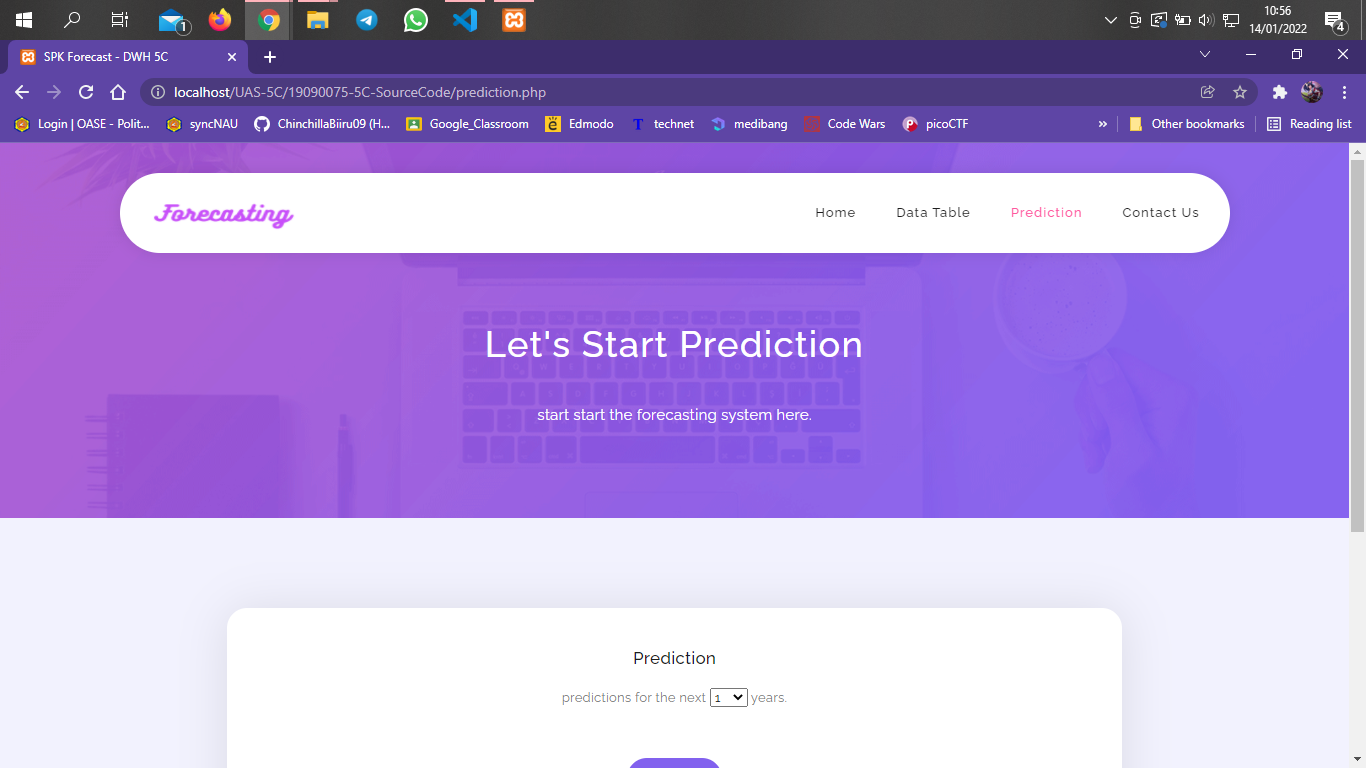 1
10:56
14/01/2022
4
SPK Forecast - DWH 5C
localhost/UAS-5C/19090075-5C-SourceCode/prediction.php
Login | OASE - Polit... syncNAU ChinchillaBiiru09 (H... Google_Classroom Edmodo technet medibang Code Wars picoCTF » Other bookmarks Reading list
Forecasting Home Data Table Prediction Contact Us
Let's Start Prediction
start start the forecasting system here.
Prediction
predictions for the next 1 years.